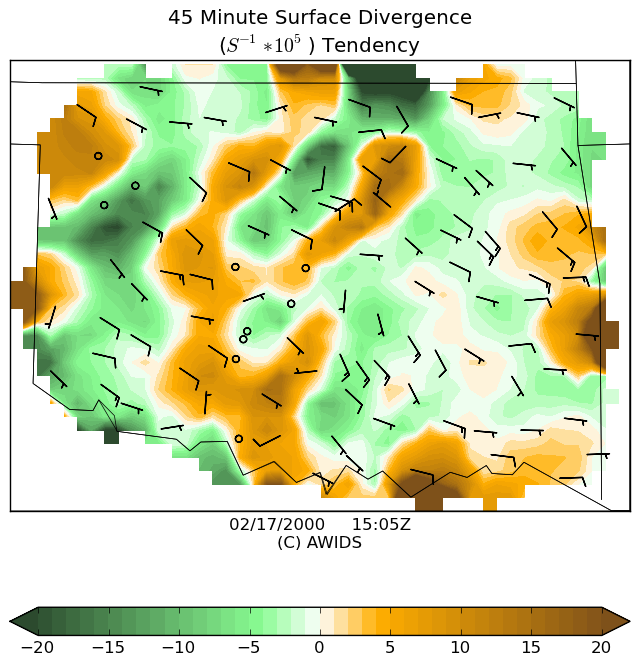 45 Minute Surface Divergence
(S⁻¹ *10⁵ ) Tendency
02/17/2000 15:05Z
(C) AWIDS
−20 −15 −10 −5 0 5 10 15 20